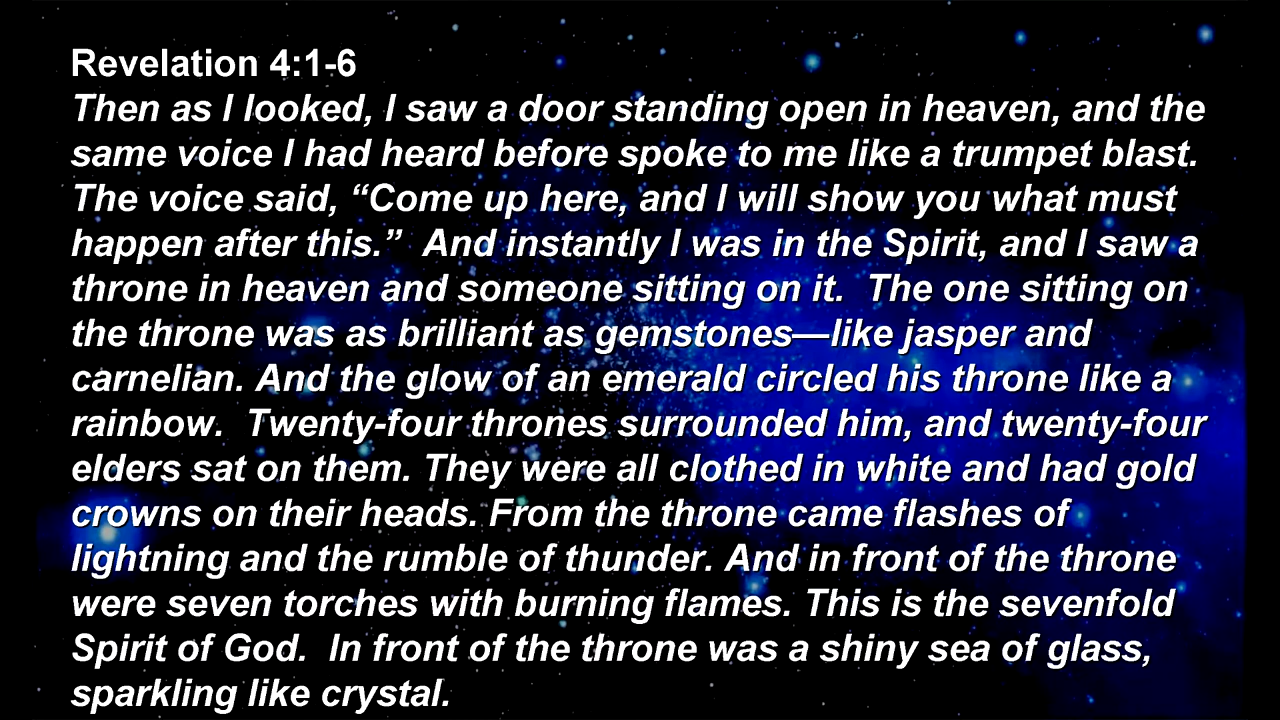 Revelation 4:1-6
Then as I looked, I saw a door standing open in heaven, and the
same voice I had heard before spoke to me like a trumpet blast.
The voice said, “Come up here, and I will show you what must
happen after this.”  And instantly I was in the Spirit, and I saw a
throne in heaven and someone sitting on it.  The one sitting on
the throne was as brilliant as gemstones—like jasper and
carnelian. And the glow of an emerald circled his throne like a
rainbow.  Twenty-four thrones surrounded him, and twenty-four
elders sat on them. They were all clothed in white and had gold
crowns on their heads. From the throne came flashes of
lightning and the rumble of thunder. And in front of the throne
were seven torches with burning flames. This is the sevenfold
Spirit of God.  In front of the throne was a shiny sea of glass,
sparkling like crystal.